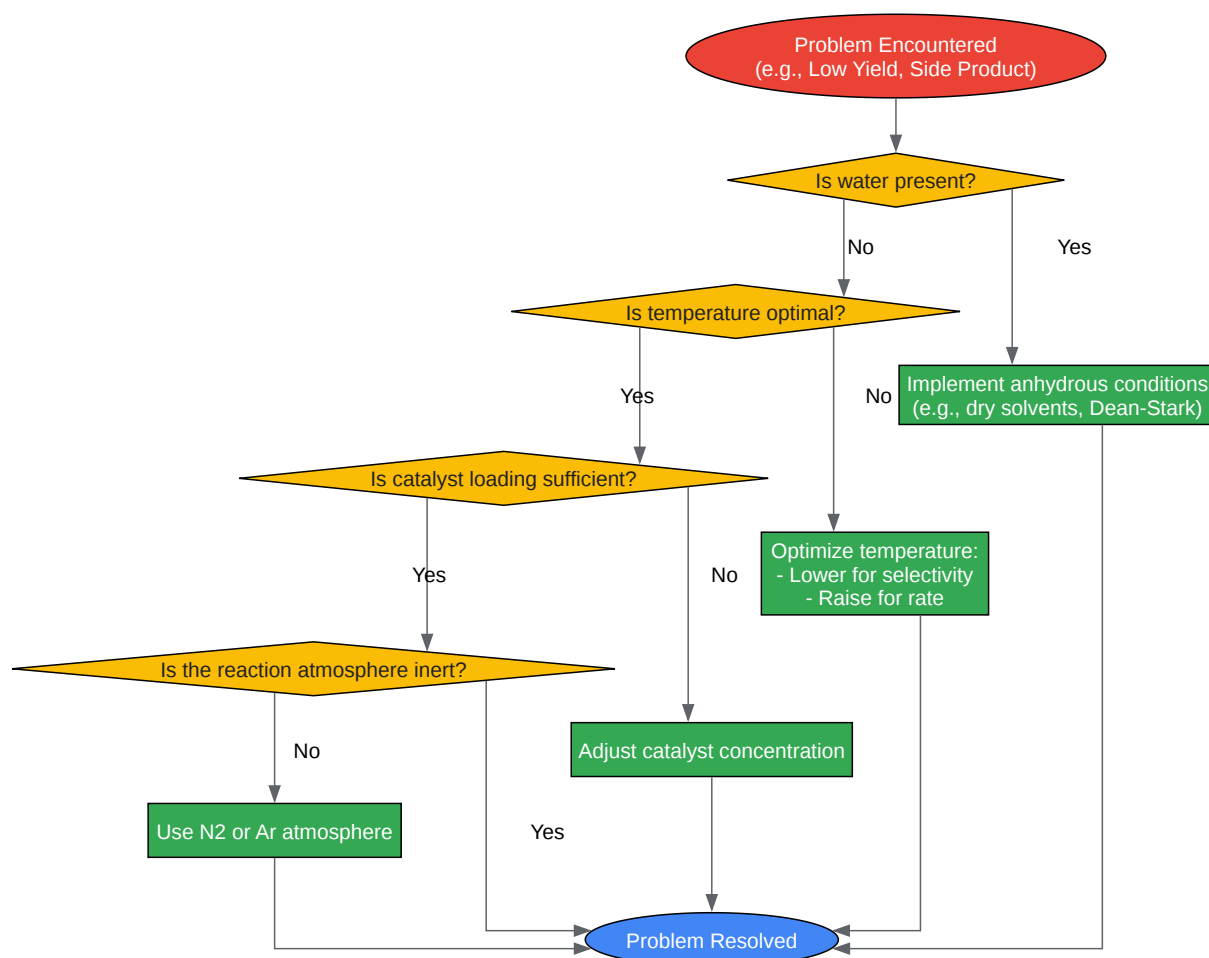 Problem Encountered
(e.g., Low Yield, Side Product)
Is water present?
No
Yes
Is temperature optimal?
Implement anhydrous conditions
(e.g., dry solvents, Dean-Stark)
Yes
No
Is catalyst loading sufficient?
Optimize temperature:
- Lower for selectivity
- Raise for rate
Yes
No
Is the reaction atmosphere inert?
No
Adjust catalyst concentration
Use N2 or Ar atmosphere
Yes
Problem Resolved